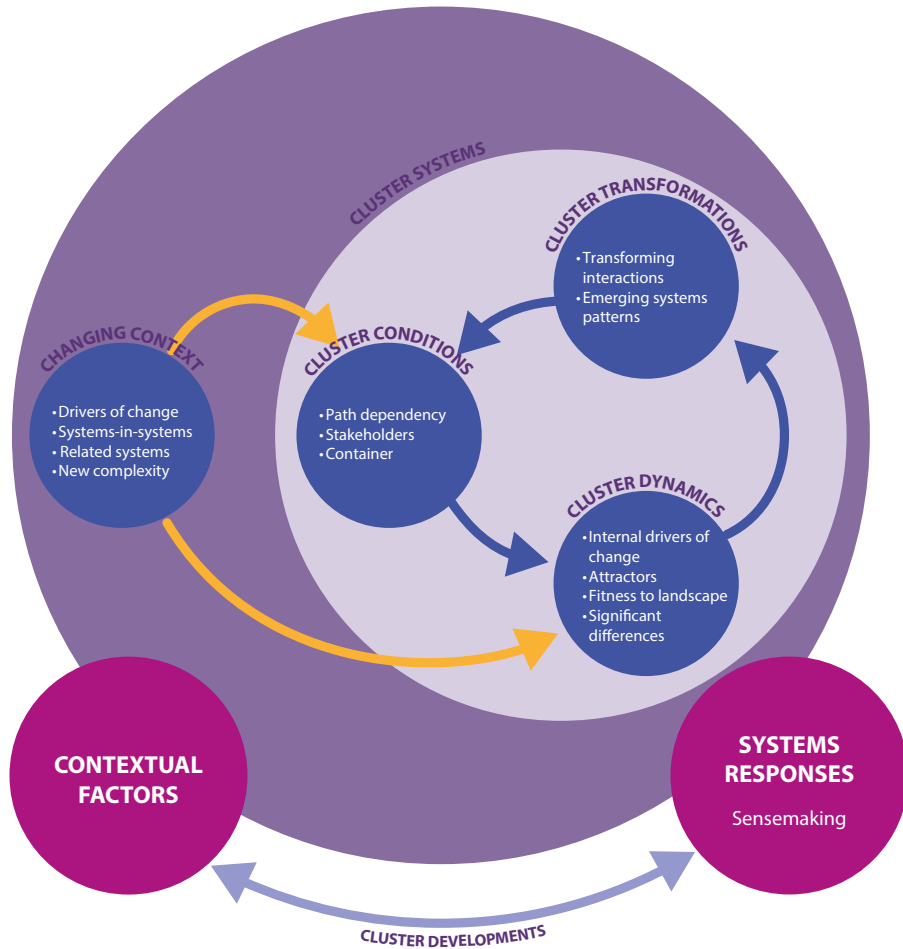 CLUSTER SYSTEMS
CLUSTER TRANSFORMATIONS
• Transforming
interactions
• Emerging systems
patterns
CHANGING CONTEXT
• Drivers of change
• Systems-in-systems
• Related systems
• New complexity
CLUSTER CONDITIONS
• Path dependency
• Stakeholders
• Container
CLUSTER DYNAMICS
• Internal drivers of
change
• Attractors
• Fitness to landscape
• Significant
differences
CONTEXTUAL
FACTORS
SYSTEMS
RESPONSES
Sensemaking
CLUSTER DEVELOPMENTS